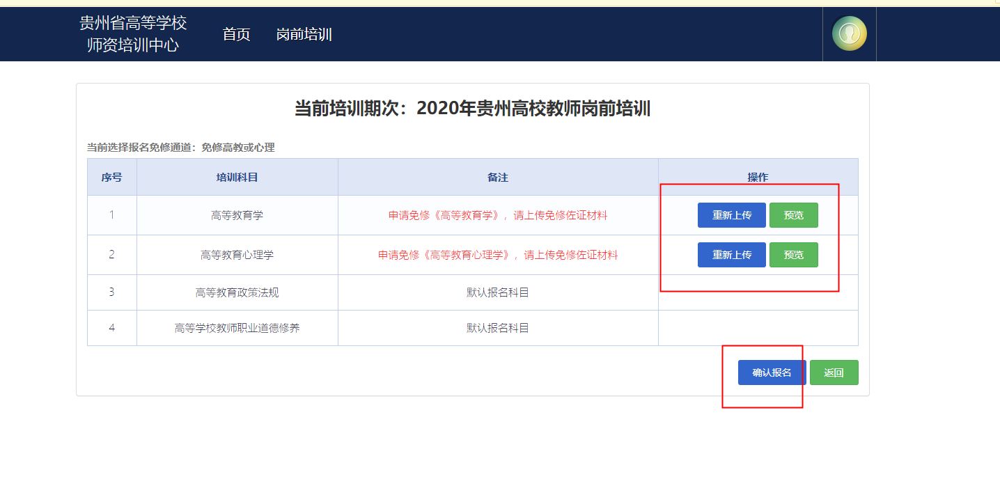 贵州省高等学校
师资培训中心
首页
岗前培训
当前培训期次：2020年贵州高校教师岗前培训
当前选择报名免修通道：免修高教或心理
序号 培训科目 备注 操作
1 高等教育学 申请免修《高等教育学》，请上传免修佐证材料 重新上传 预览
2 高等教育心理学 申请免修《高等教育心理学》，请上传免修佐证材料 重新上传 预览
3 高等教育政策法规 默认报名科目
4 高等学校教师职业道德修养 默认报名科目
确认报名 返回